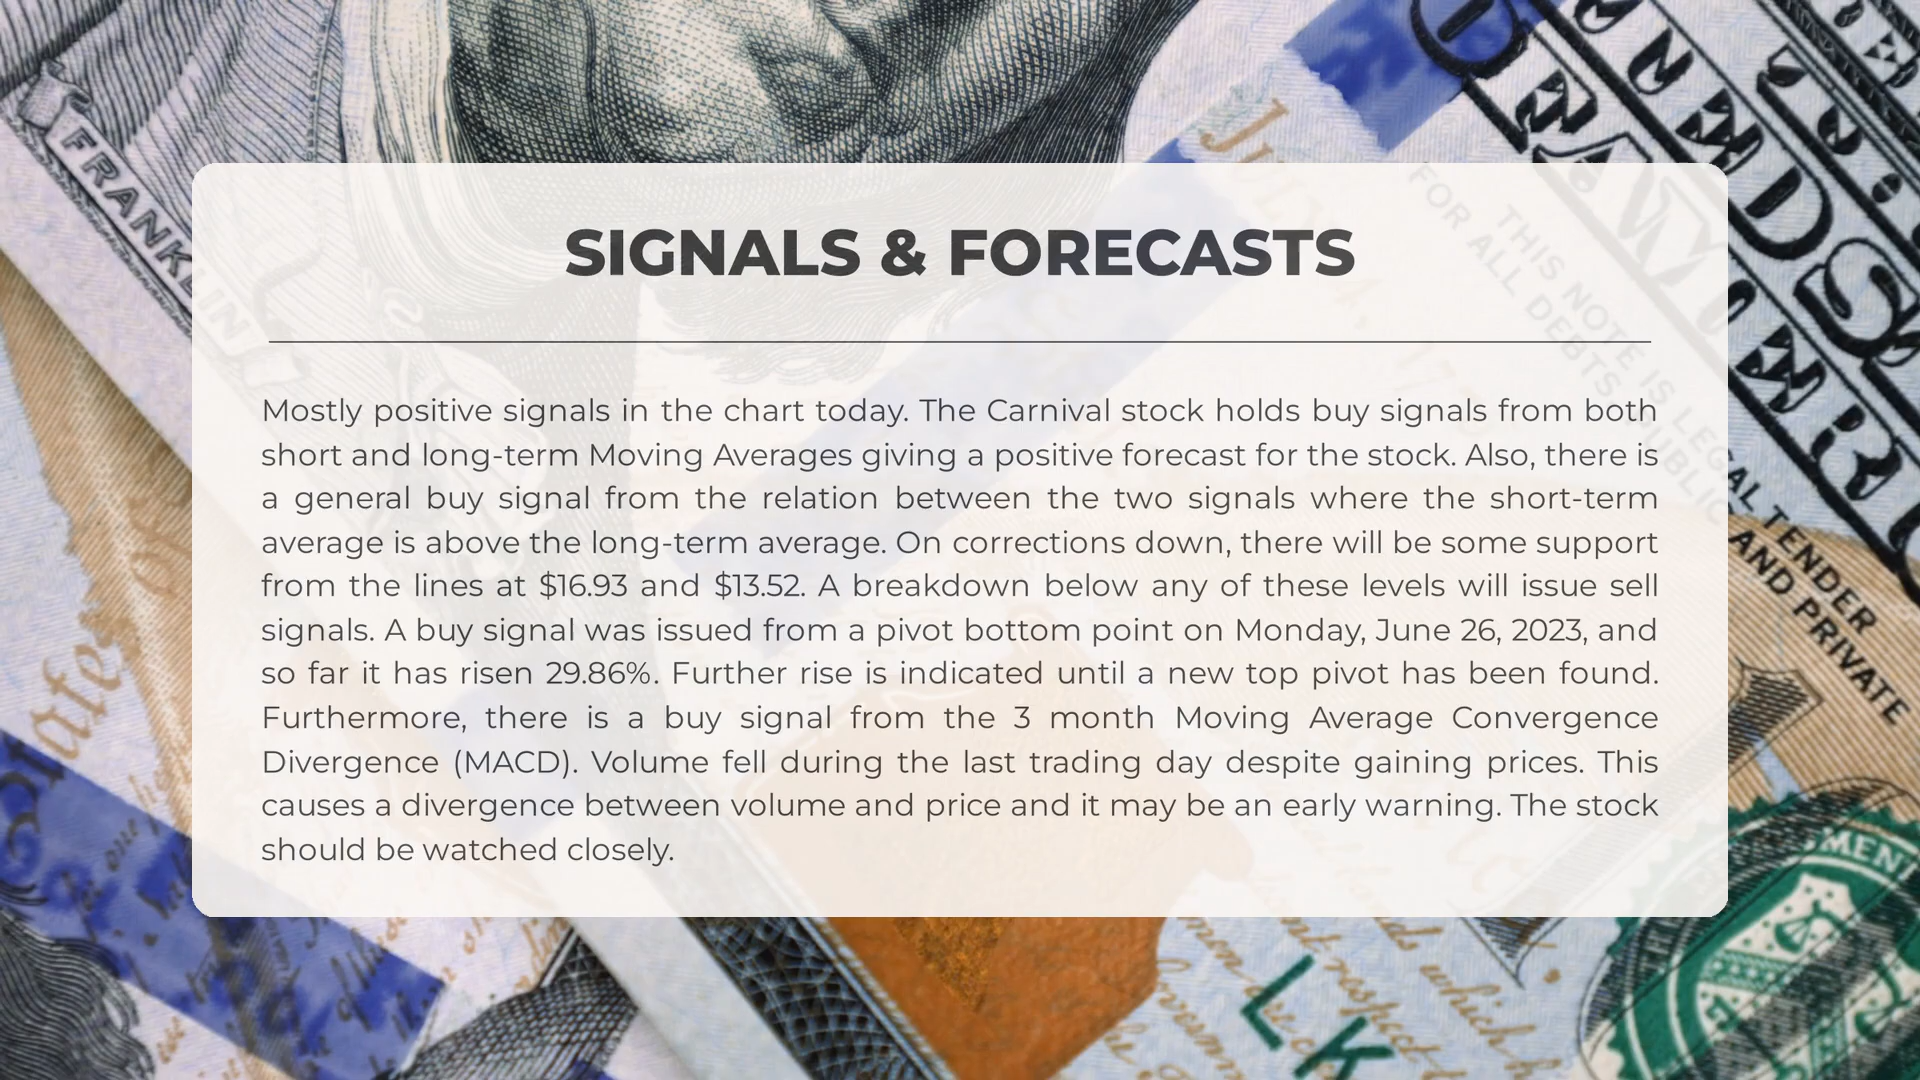 FRANKLIN
SIGNALS & FORECASTS
Mostly positive signals in the chart today. The Carnival stock holds buy signals from both
short and long-term Moving Averages giving a positive forecast for the stock. Also, there is
a general buy signal from the relation between the two signals where the short-term
average is above the long-term average. On corrections down, there will be some support
from the lines at $16.93 and $13.52. A breakdown below any of these levels will issue sell
signals. A buy signal was issued from a pivot bottom point on Monday, June 26, 2023, and
so far it has risen 29.86%. Further rise is indicated until a new top pivot has been found.
Furthermore, there is a buy signal from the 3 month Moving Average Convergence
Divergence (MACD). Volume fell during the last trading day despite gaining prices. This
causes a divergence between volume and price and it may be an early warning. The stock
should be watched closely.
THIS NOTE IS LEGAL TENDER
FOR ALL DEBTS, PUBLIC AND PRIVATE
L K